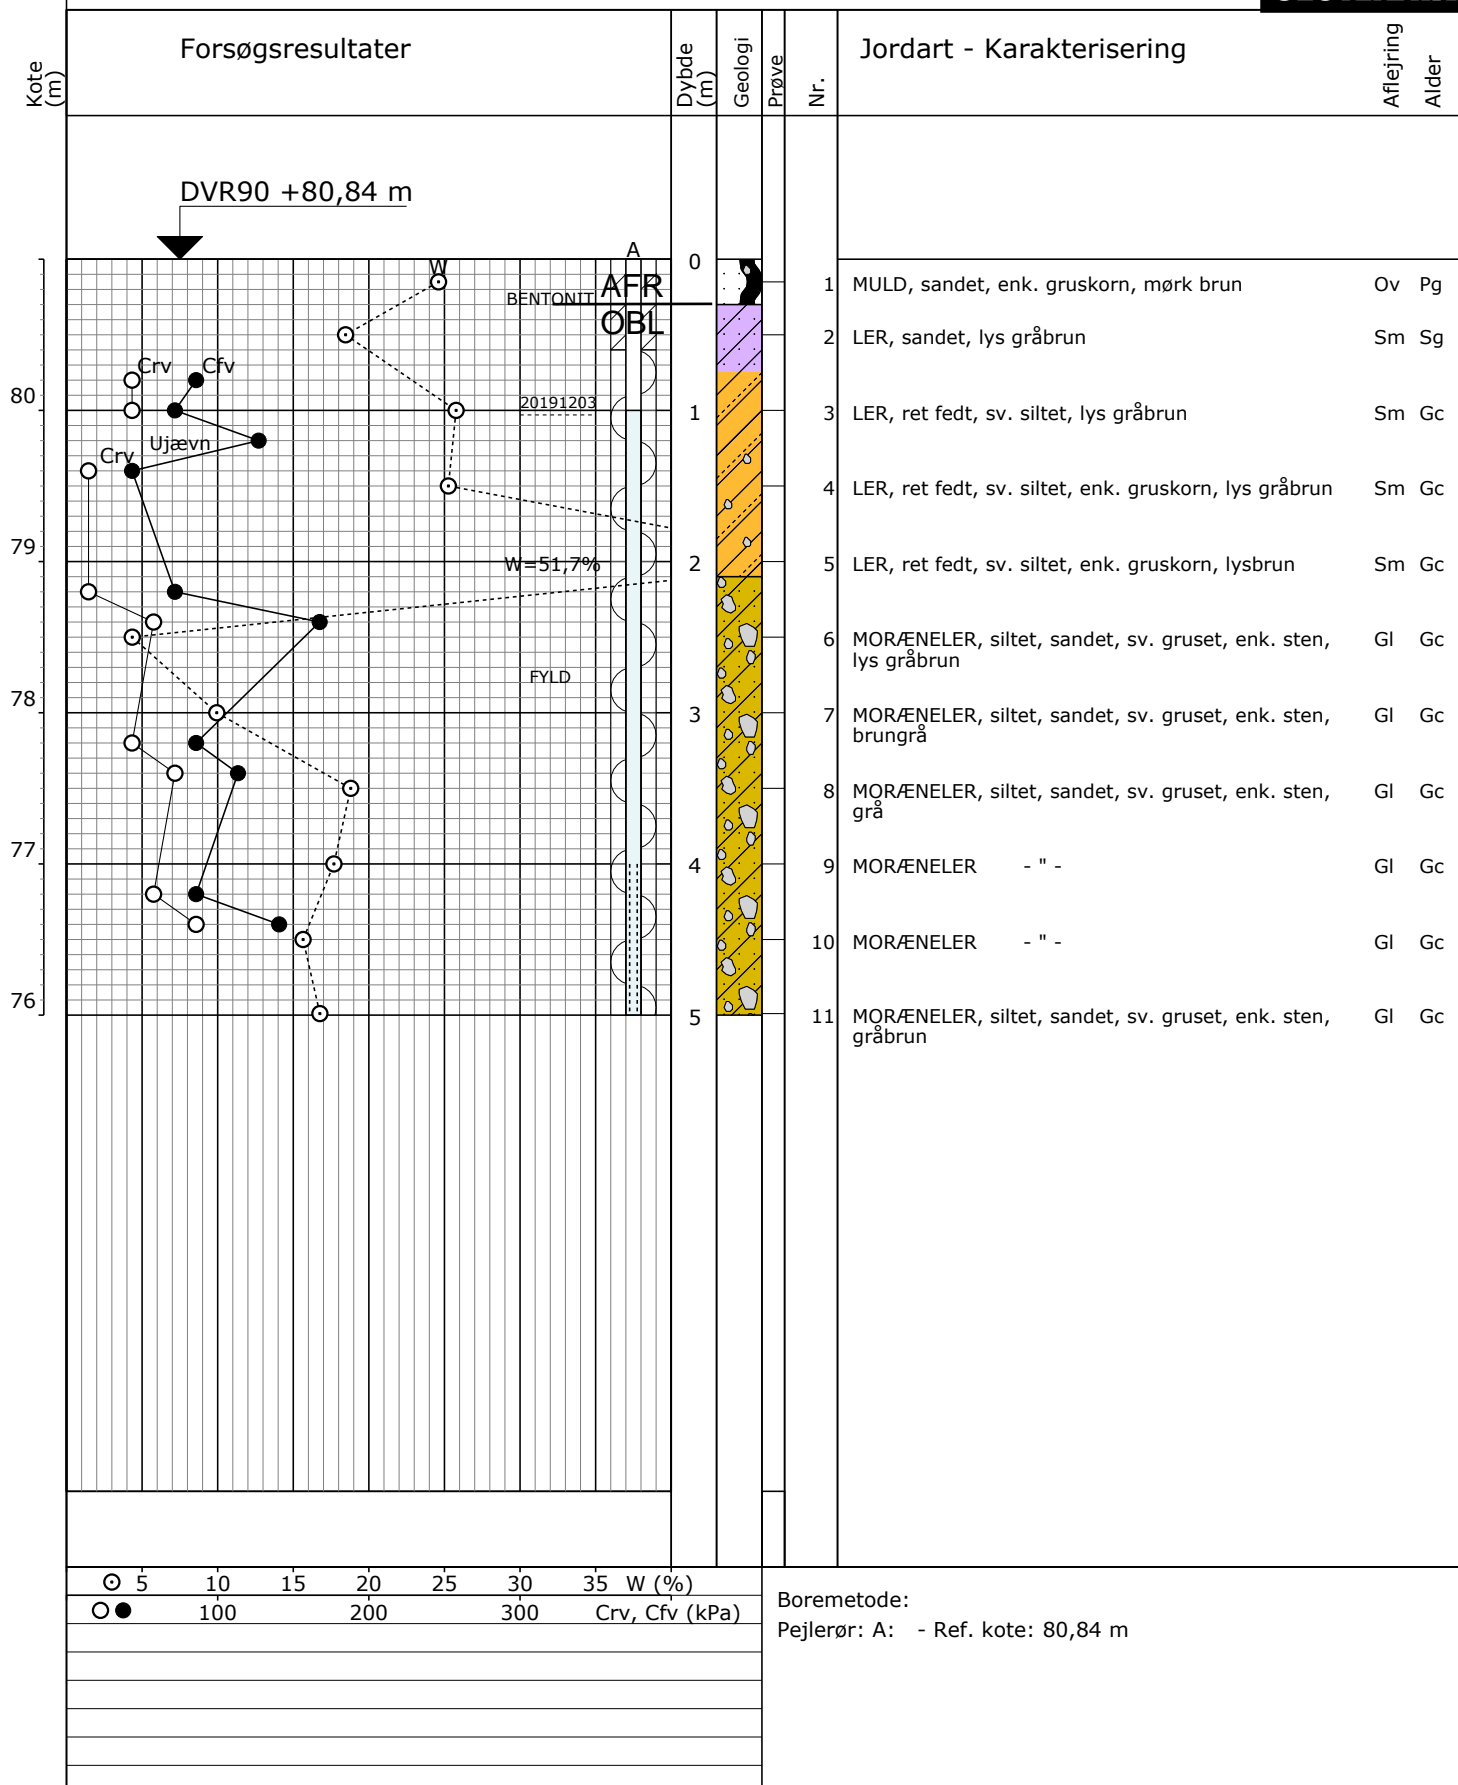 Kote
(m)
Forsøgsresultater
Dybde
(m)
Geologi
Prøve
Nr.
Jordart - Karakterisering
Aflejring
Alder
DVR90 +80,84 m
A
0
W
AFR
BENTONIT
OBL
1 MULD, sandet, enk. gruskorn, mørk brun Ov Pg
2 LER, sandet, lys gråbrun Sm Sg
Crv Cfv
80
20191203
1
3 LER, ret fedt, sv. siltet, lys gråbrun Sm Gc
Ujævn
Crv
4 LER, ret fedt, sv. siltet, enk. gruskorn, lys gråbrun Sm Gc
79
W=51,7%
2
5 LER, ret fedt, sv. siltet, enk. gruskorn, lysbrun Sm Gc
6 MORÆNELER, siltet, sandet, sv. gruset, enk. sten, Gl Gc
lys gråbrun
FYLD
78
3
7 MORÆNELER, siltet, sandet, sv. gruset, enk. sten, Gl Gc
brungrå
8 MORÆNELER, siltet, sandet, sv. gruset, enk. sten, Gl Gc
grå
77
4
9 MORÆNELER - " - Gl Gc
10 MORÆNELER - " - Gl Gc
76
5
11 MORÆNELER, siltet, sandet, sv. gruset, enk. sten, Gl Gc
gråbrun
5 10 15 20 25 30 35 W (%)
100 200 300 Crv, Cfv (kPa)
Boremetode:
Pejlerør: A: - Ref. kote: 80,84 m